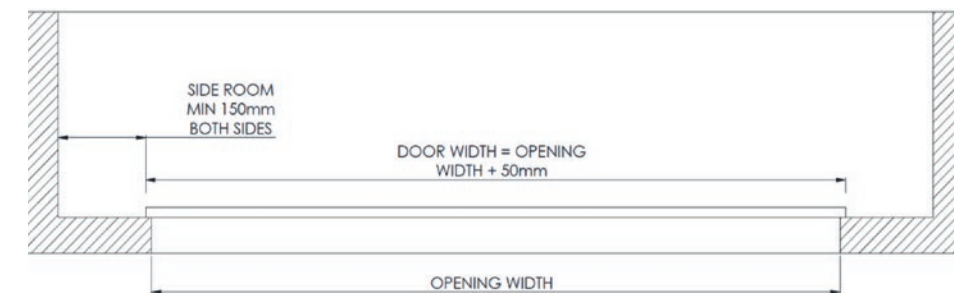 SIDE ROOM
MIN 150mm
BOTH SIDES
DOOR WIDTH = OPENING
WIDTH + 50mm
OPENING WIDTH